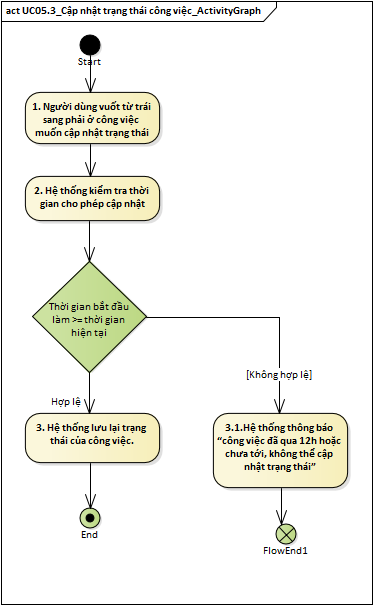 act UC05.3_Cập nhật trạng thái công việc_ActivityGraph
Start
1. Người dùng vuốt từ trái
sang phải ở công việc
muốn cập nhật trạng thái
2. Hệ thống kiểm tra thời
gian cho phép cập nhật
Thời gian bắt đầu
làm >= thời gian
hiện tại
[Không hợp lệ]
Hợp lệ
3. Hệ thống lưu lại trạng
thái của công việc.
3.1.Hệ thống thông báo
“công việc đã qua 12h hoặc
chưa tới, không thể cập
nhật trạng thái”
End
FlowEnd1